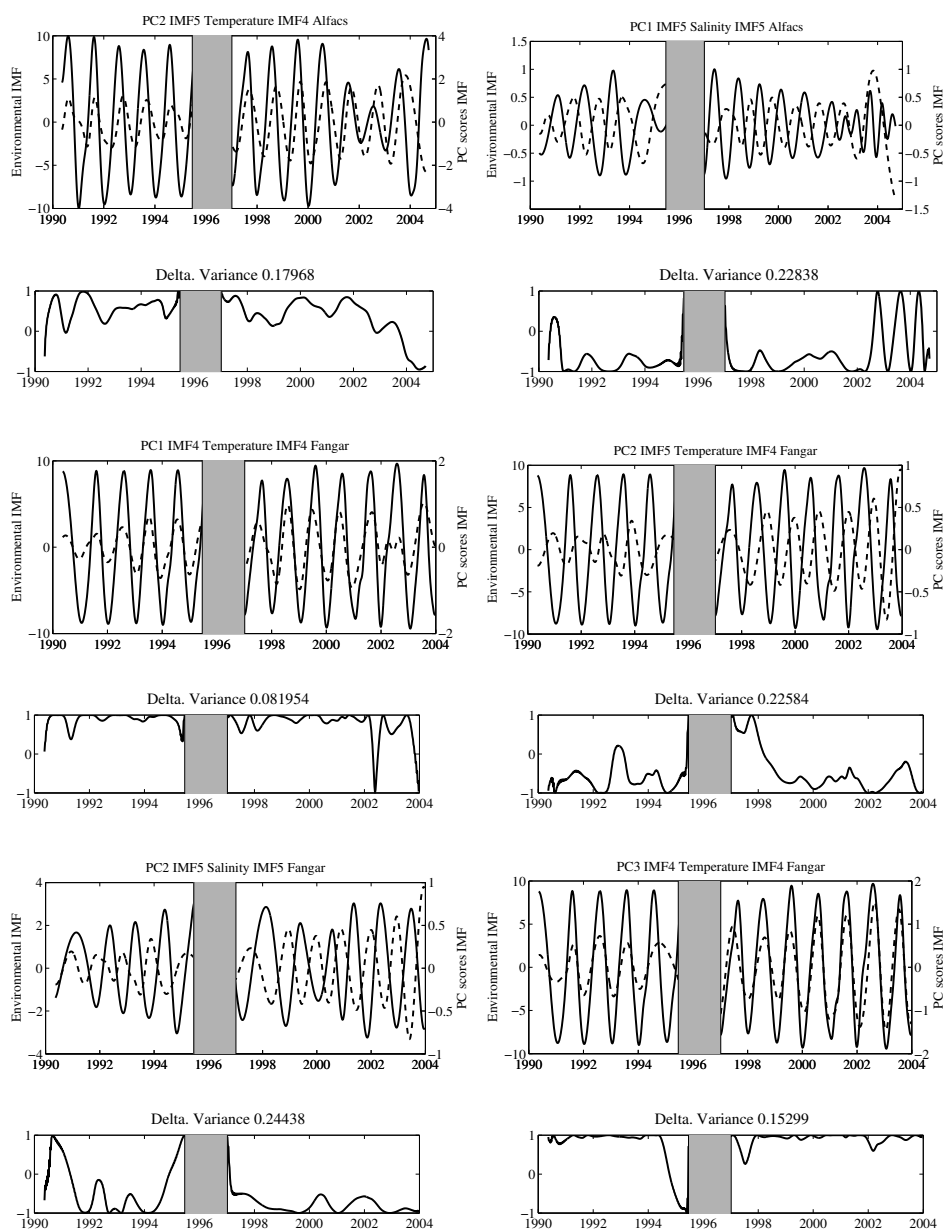 PC2 IMF5 Temperature IMF4 Alfacs
Environmental IMF
10
5
0
−5
−10
4
2
0
−2
−4
PC scores IMF
1990 1992 1994 1996 1998 2000 2002 2004
PC1 IMF5 Salinity IMF5 Alfacs
Environmental IMF
1.5
1
0.5
0
−0.5
−1
1
0.5
0
−0.5
−1
−1.5
PC scores IMF
1990 1992 1994 1996 1998 2000 2002 2004
Delta. Variance 0.17968
1
0
−1
1990 1992 1994 1996 1998 2000 2002 2004
Delta. Variance 0.22838
1
0
−1
1990 1992 1994 1996 1998 2000 2002 2004
PC1 IMF4 Temperature IMF4 Fangar
Environmental IMF
10
0
−10
2
0
−2
PC scores IMF
1990 1992 1994 1996 1998 2000 2002 2004
PC2 IMF5 Temperature IMF4 Fangar
Environmental IMF
10
5
0
−5
−10
1
0.5
0
−0.5
−1
PC scores IMF
1990 1992 1994 1996 1998 2000 2002 2004
Delta. Variance 0.081954
1
0
−1
1990 1992 1994 1996 1998 2000 2002 2004
Delta. Variance 0.22584
1
0
−1
1990 1992 1994 1996 1998 2000 2002 2004
PC2 IMF5 Salinity IMF5 Fangar
Environmental IMF
4
2
0
−2
−4
1
0.5
0
−0.5
−1
PC scores IMF
1990 1992 1994 1996 1998 2000 2002 2004
PC3 IMF4 Temperature IMF4 Fangar
Environmental IMF
10
5
0
−5
−10
2
1
0
−1
−2
PC scores IMF
1990 1992 1994 1996 1998 2000 2002 2004
Delta. Variance 0.24438
1
0
−1
1990 1992 1994 1996 1998 2000 2002 2004
Delta. Variance 0.15299
1
0
−1
1990 1992 1994 1996 1998 2000 2002 2004